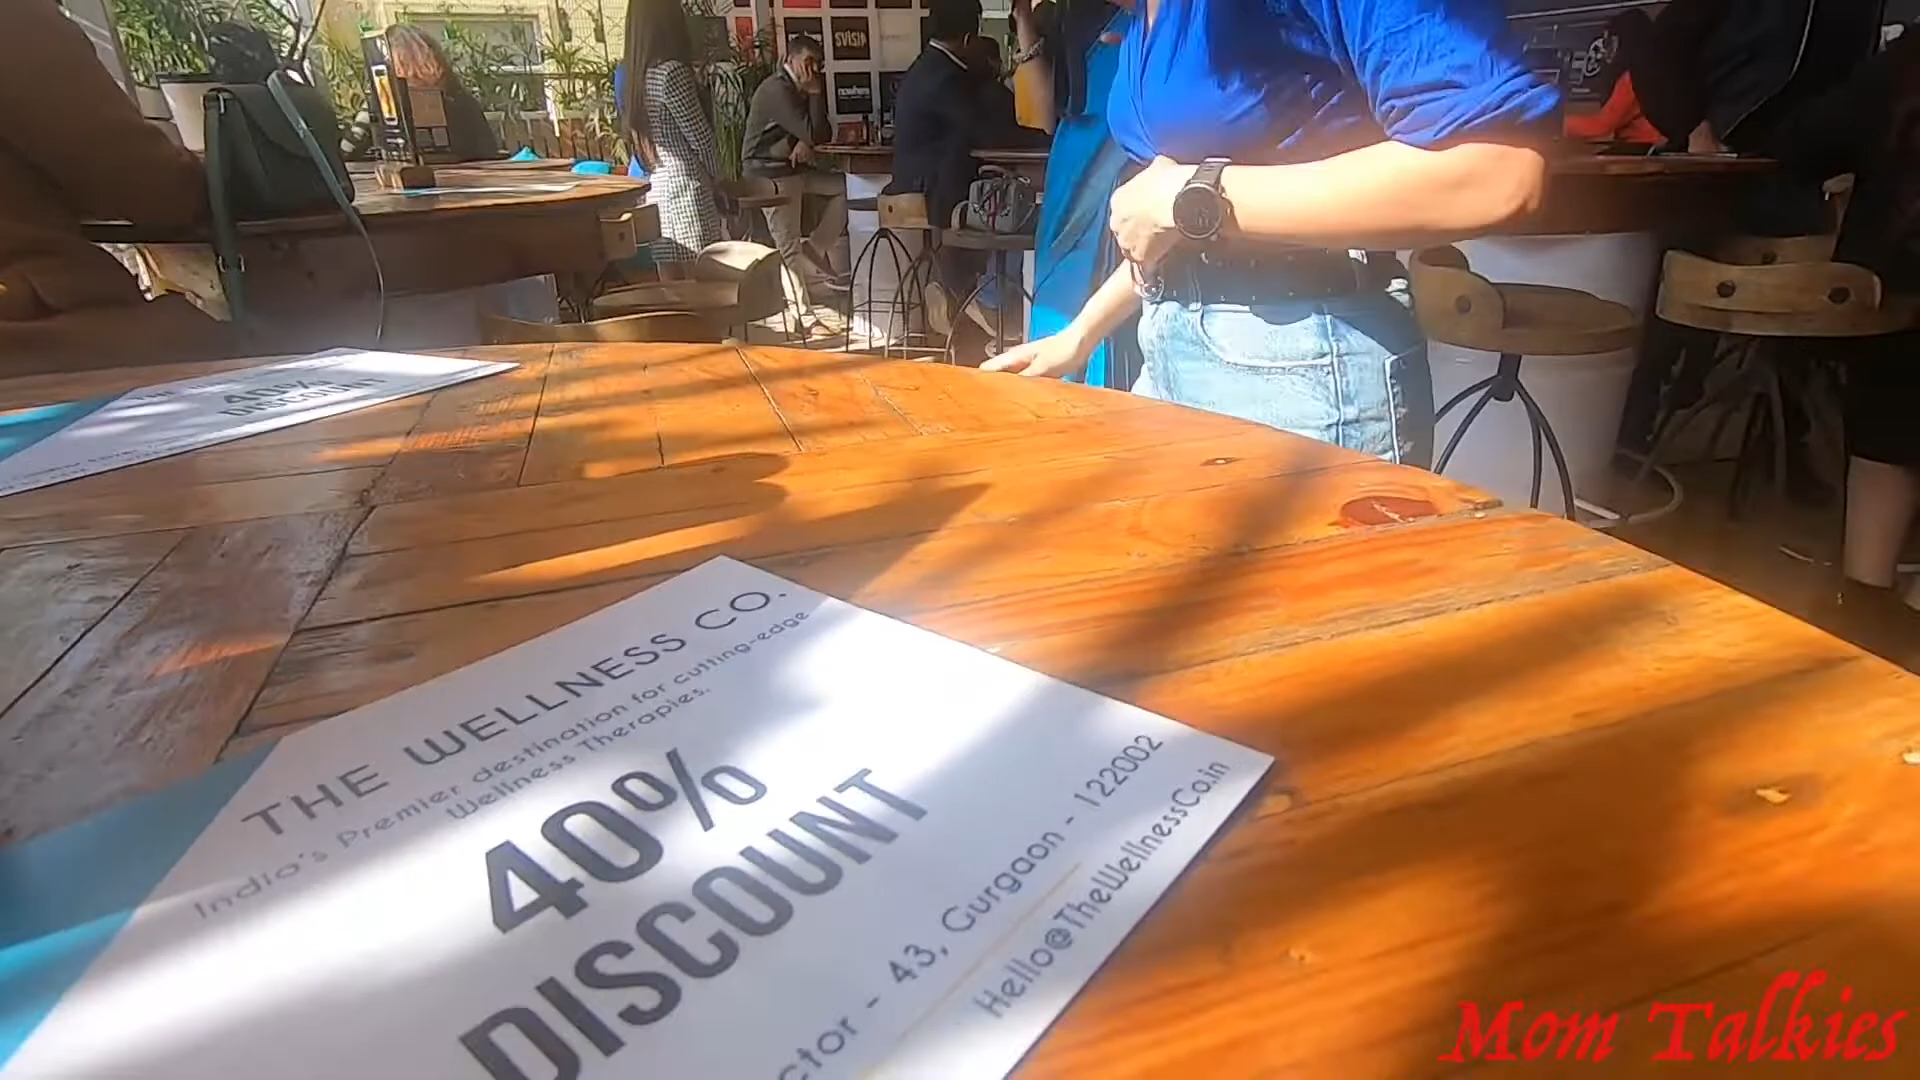 nowhere
40%
DISCOUNT
THE WELLNESS CO.
India's Premier destination for cutting-edge
Wellness Therapies.
40%
DISCOUNT
- 43, Gurgaon - 122002
Hello@TheWellnessCo.in
Mom Talkies